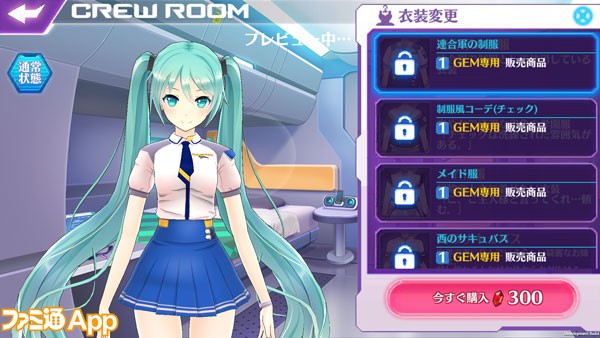 CREW ROOM
プレビュー中…
通常
状態
衣装変更
連合軍の制服
1 GEM専用 販売商品
制服風コーデ(チェック)
1 GEM専用 販売商品
メイド服
1 GEM専用 販売商品
西のサキュバス
1 GEM専用 販売商品
今すぐ購入 300
ファミ通App
Development Build